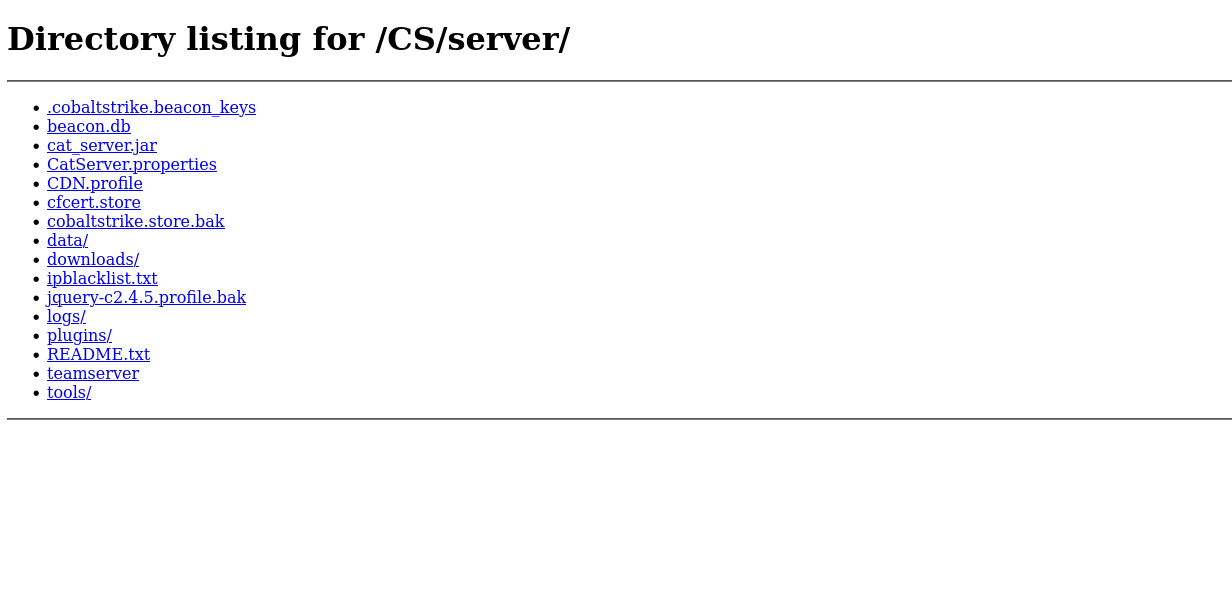 Directory listing for /CS/server/
.cobaltstrike.beacon_keys
beacon.db
cat_server.jar
CatServer.properties
CDN.profile
cfcert.store
cobaltstrike.store.bak
data/
downloads/
ipblacklist.txt
jquery-c2.4.5.profile.bak
logs/
plugins/
README.txt
teamserver
tools/